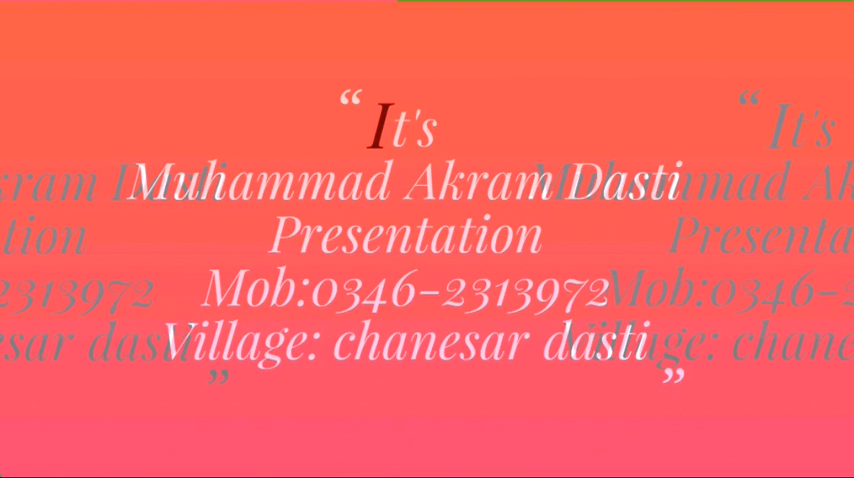 “ It's
Muhammad Akram Dasti
Presentation
Mob:0346-2313972
Village: chanesar dasti
”